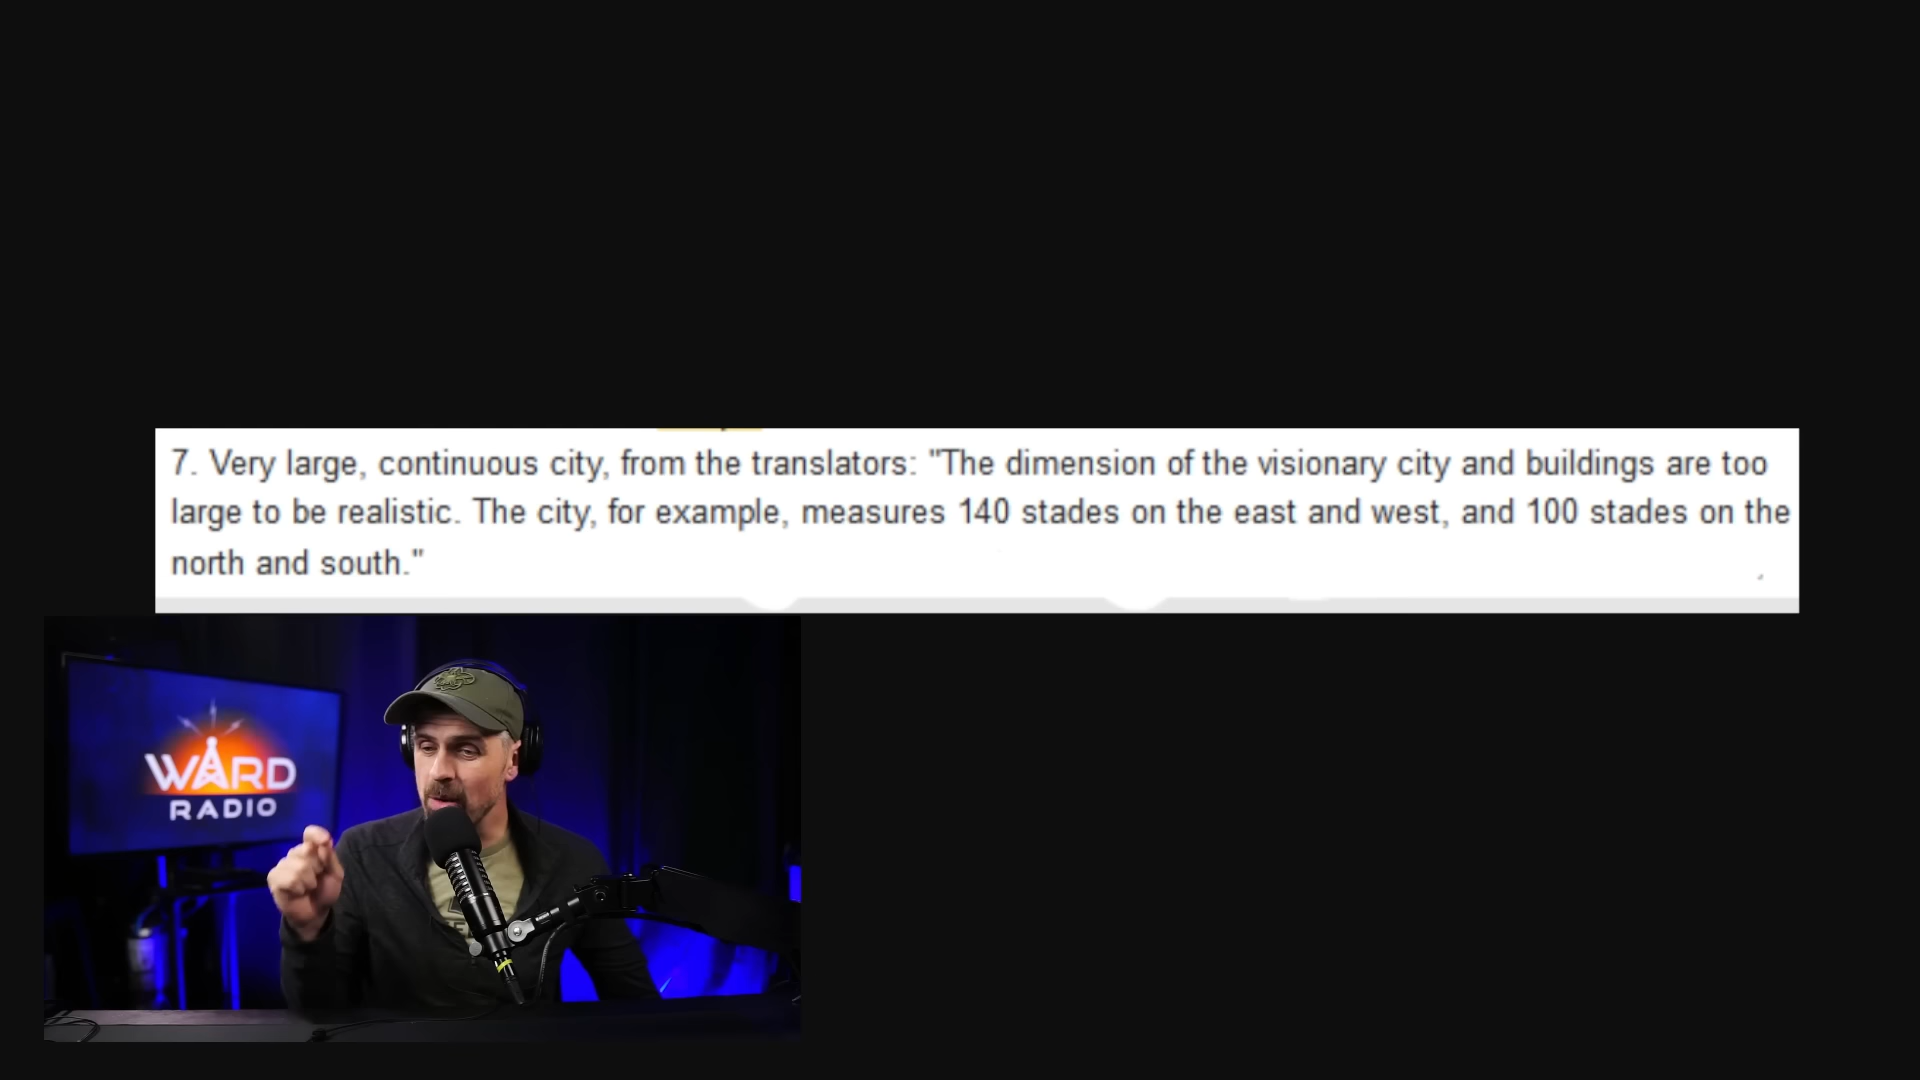 7. Very large, continuous city, from the translators: "The dimension of the visionary city and buildings are too
large to be realistic. The city, for example, measures 140 stades on the east and west, and 100 stades on the
north and south."
WARD
RADIO